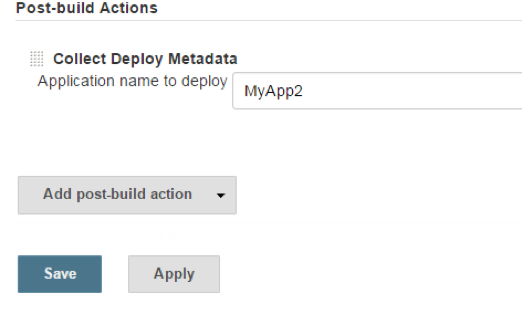 Post-build Actions
Collect Deploy Metadata
Application name to deploy MyApp2
Add post-build action
Save Apply